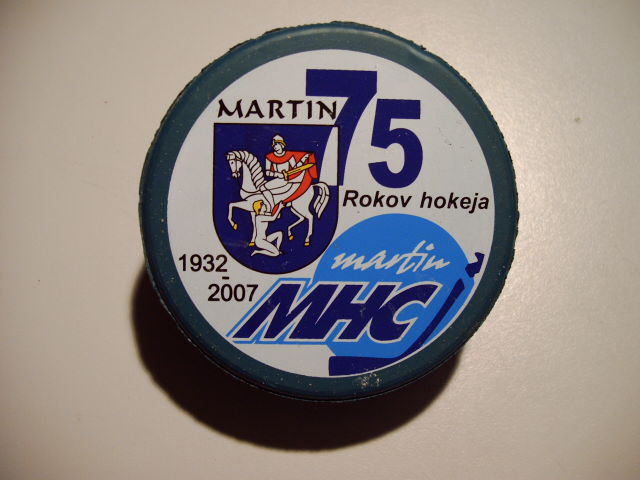 MARTIN
75
Rokov hokeja
1932
-
2007
martin
MHC